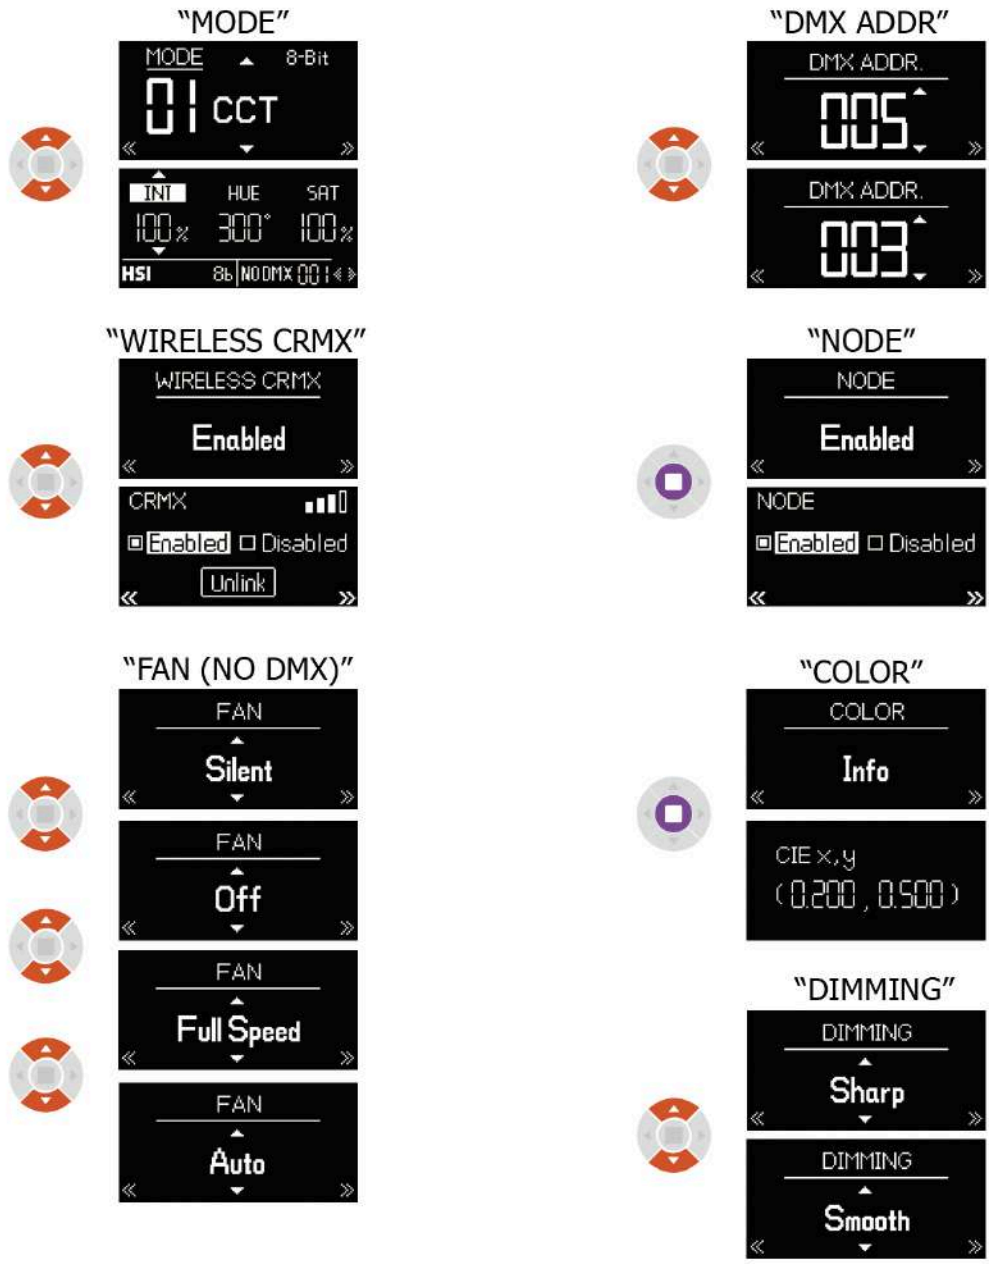 “MODE”
MODE 8-Bit
01 CCT
INT HUE SAT
100% 300° 100%
HSI 8b NODMX 001
“WIRELESS CRMX”
WIRELESS CRMX
Enabled
CRMX
Enabled Disabled
Unlink
“FAN (NO DMX)”
FAN
Silent
FAN
Off
FAN
Full Speed
FAN
Auto
“DMX ADDR”
DMX ADDR.
005
DMX ADDR.
003
“NODE”
NODE
Enabled
NODE
Enabled Disabled
“COLOR”
COLOR
Info
CIE x,y
(0.200 , 0.500)
“DIMMING”
DIMMING
Sharp
DIMMING
Smooth